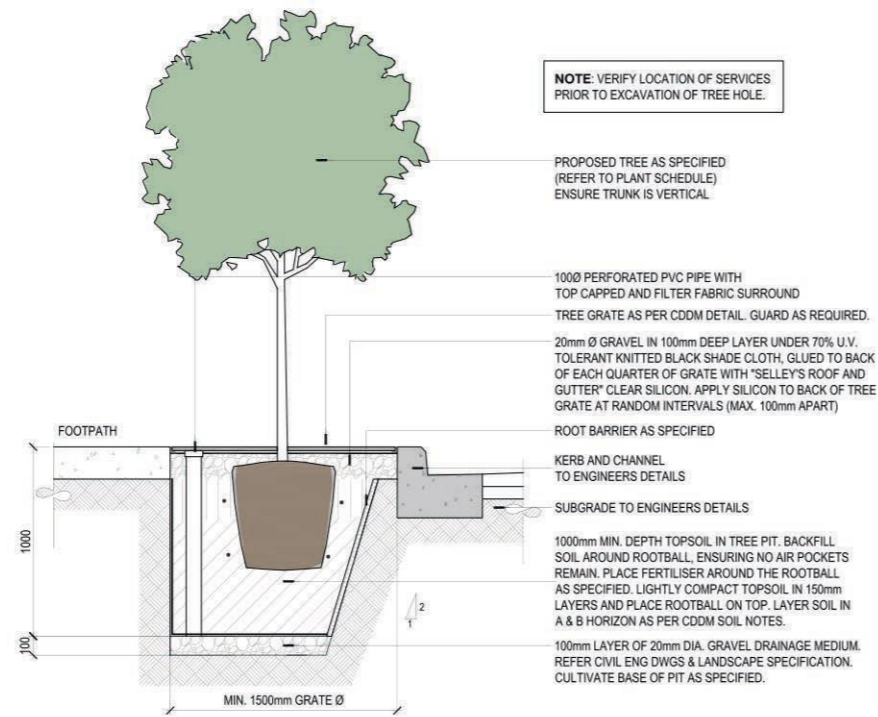 NOTE: VERIFY LOCATION OF SERVICES
PRIOR TO EXCAVATION OF TREE HOLE.
PROPOSED TREE AS SPECIFIED
(REFER TO PLANT SCHEDULE)
ENSURE TRUNK IS VERTICAL
100Ø PERFORATED PVC PIPE WITH
TOP CAPPED AND FILTER FABRIC SURROUND
TREE GRATE AS PER CDDM DETAIL. GUARD AS REQUIRED.
20mm Ø GRAVEL IN 100mm DEEP LAYER UNDER 70% U.V.
TOLERANT KNITTED BLACK SHADE CLOTH, GLUED TO BACK
OF EACH QUARTER OF GRATE WITH "SELLEY'S ROOF AND
GUTTER" CLEAR SILICON. APPLY SILICON TO BACK OF TREE
GRATE AT RANDOM INTERVALS (MAX. 100mm APART)
FOOTPATH
ROOT BARRIER AS SPECIFIED
KERB AND CHANNEL
TO ENGINEERS DETAILS
SUBGRADE TO ENGINEERS DETAILS
1000
1000mm MIN. DEPTH TOPSOIL IN TREE PIT. BACKFILL
SOIL AROUND ROOTBALL, ENSURING NO AIR POCKETS
REMAIN. PLACE FERTILISER AROUND THE ROOTBALL
AS SPECIFIED. LIGHTLY COMPACT TOPSOIL IN 150mm
LAYERS AND PLACE ROOTBALL ON TOP. LAYER SOIL IN
A & B HORIZON AS PER CDDM SOIL NOTES.
2
1
100
100mm LAYER OF 20mm DIA. GRAVEL DRAINAGE MEDIUM.
REFER CIVIL ENG DWGS & LANDSCAPE SPECIFICATION.
CULTIVATE BASE OF PIT AS SPECIFIED.
MIN. 1500mm GRATE Ø